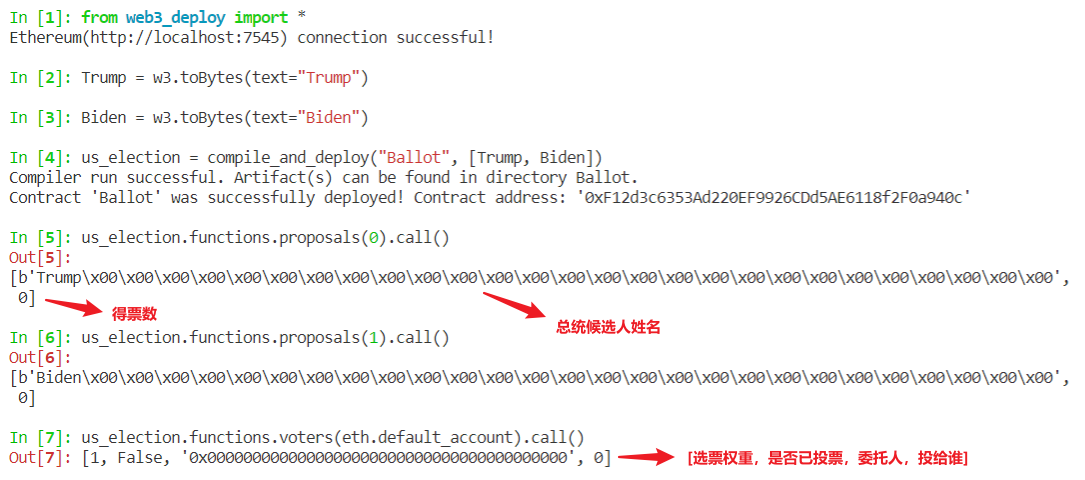 In [1]: from web3_deploy import *
Ethereum(http://localhost:7545) connection successful!
In [2]: Trump = w3.toBytes(text="Trump")
In [3]: Biden = w3.toBytes(text="Biden")
In [4]: us_election = compile_and_deploy("Ballot", [Trump, Biden])
Compiler run successful. Artifact(s) can be found in directory Ballot.
Contract 'Ballot' was successfully deployed! Contract address: '0xF12d3c6353Ad220EF9926CDd5AE6118f2F0a940c'
In [5]: us_election.functions.proposals(0).call()
Out[5]:
[b'Trump\x00\x00\x00\x00\x00\x00\x00\x00\x00\x00\x00\x00\x00\x00\x00\x00\x00\x00\x00\x00\x00\x00\x00\x00\x00\x00\x00',
0]
得票数
总统候选人姓名
In [6]: us_election.functions.proposals(1).call()
Out[6]:
[b'Biden\x00\x00\x00\x00\x00\x00\x00\x00\x00\x00\x00\x00\x00\x00\x00\x00\x00\x00\x00\x00\x00\x00\x00\x00\x00\x00\x00',
0]
In [7]: us_election.functions.voters(eth.default_account).call()
Out[7]: [1, False, '0x0000000000000000000000000000000000000000', 0] [选票权重，是否已投票，委托人，投给谁]